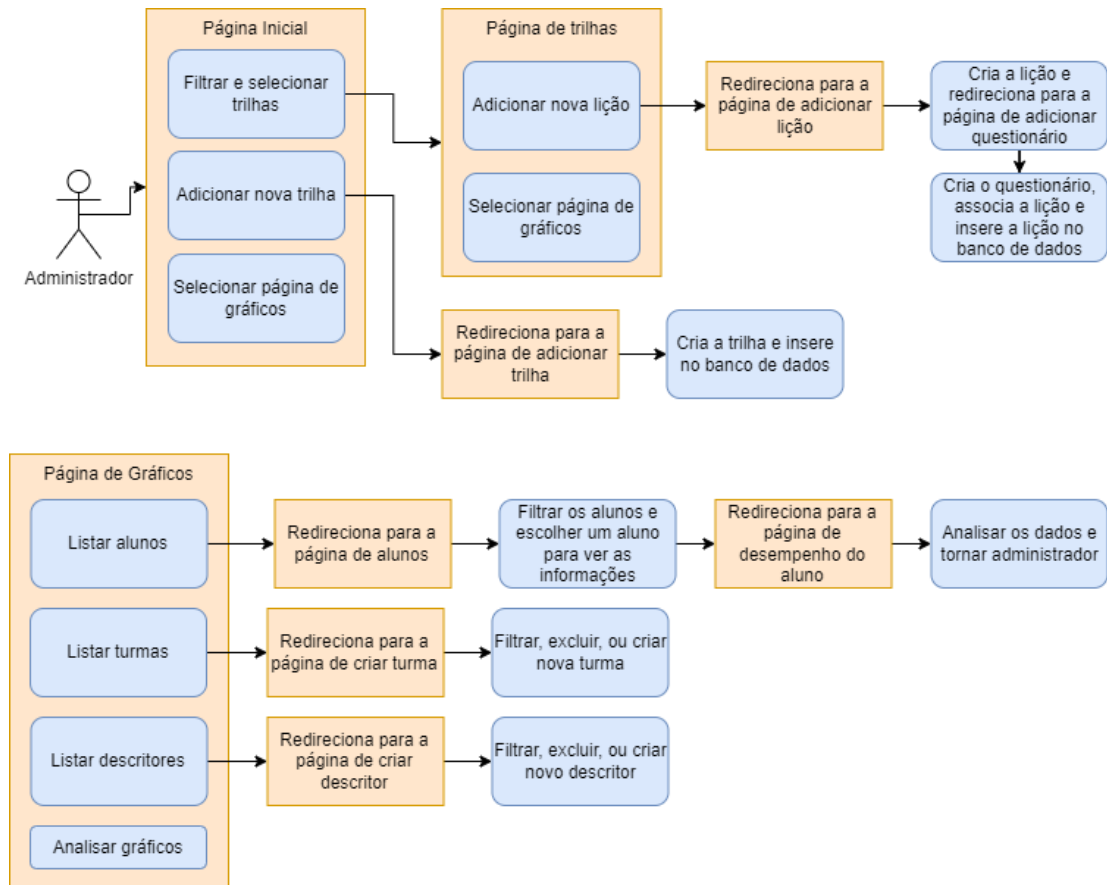 Página Inicial
Filtrar e selecionar
trilhas
Adicionar nova trilha
Selecionar página de
gráficos
Administrador
Página de trilhas
Adicionar nova lição
Selecionar página de
gráficos
Redireciona para a
página de adicionar
lição
Cria a lição e
redireciona para a
página de adicionar
questionário
Cria o questionário,
associa a lição e
insere a lição no
banco de dados
Redireciona para a
página de adicionar
trilha
Cria a trilha e insere
no banco de dados
Página de Gráficos
Listar alunos
Redireciona para a
página de alunos
Filtrar os alunos e
escolher um aluno
para ver as
informações
Redireciona para a
página de
desempenho do
aluno
Analisar os dados e
tornar administrador
Listar turmas
Redireciona para a
página de criar turma
Filtrar, excluir, ou criar
nova turma
Listar descritores
Redireciona para a
página de criar
descritor
Filtrar, excluir, ou criar
novo descritor
Analisar gráficos